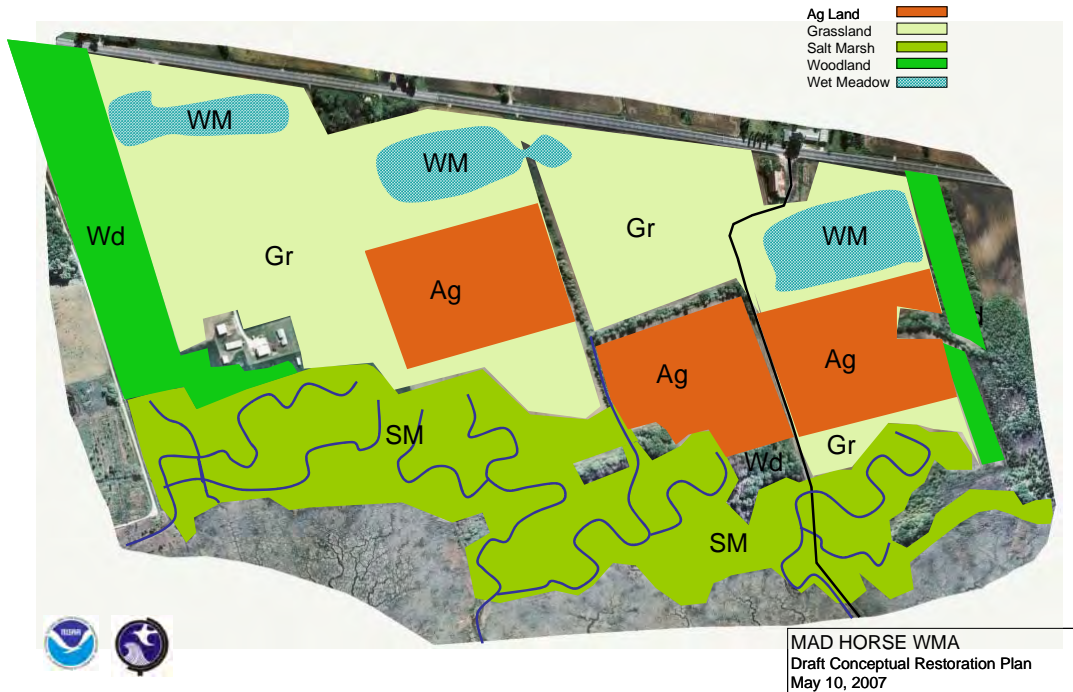 Ag Land
Grassland
Salt Marsh
Woodland
Wet Meadow
WM
WM
Wd
Gr
Gr
WM
Ag
Ag
Ag
SM
Gr
Wd
SM
MAD HORSE WMA
Draft Conceptual Restoration Plan
May 10, 2007